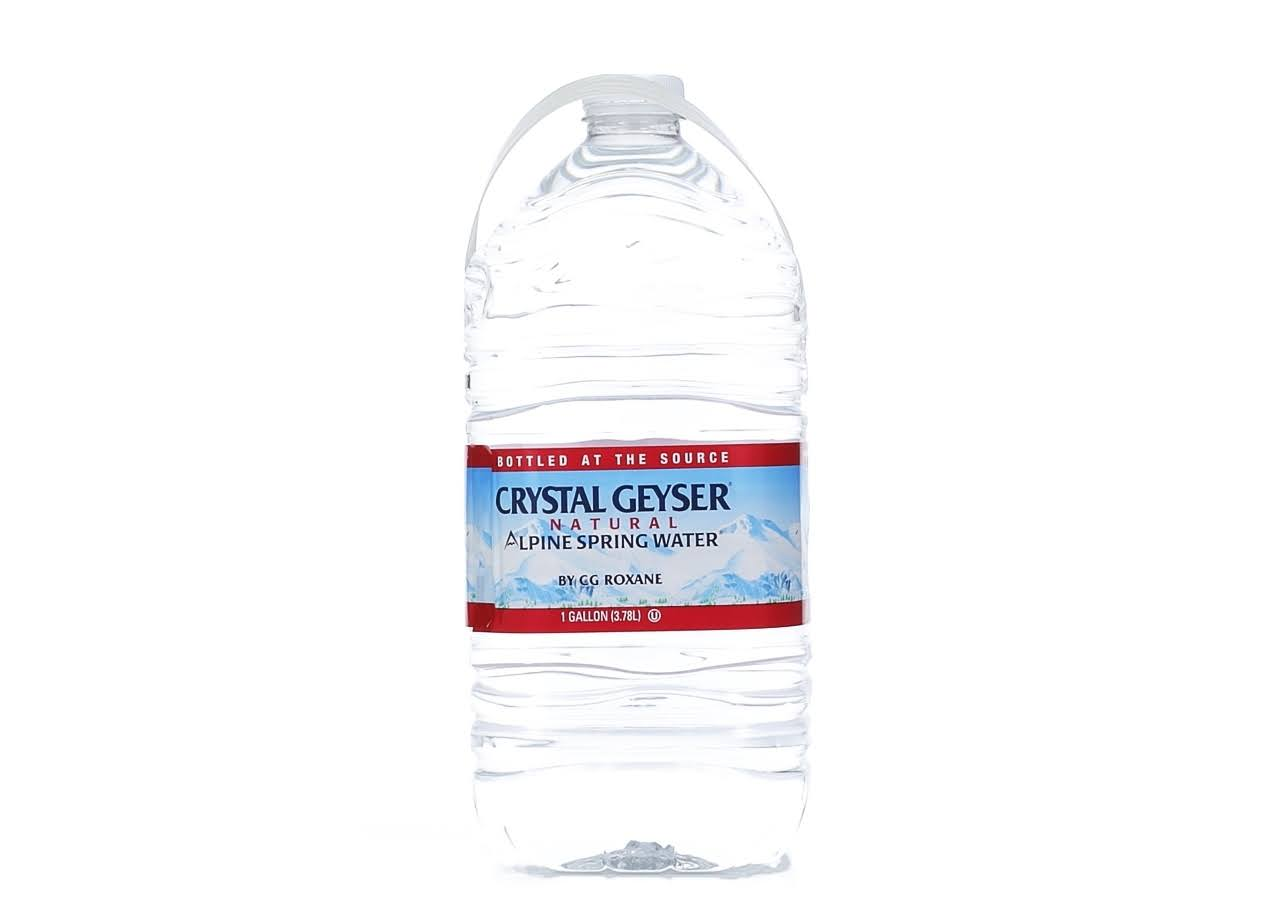 BOTTLED AT THE SOURCE
CRYSTAL GEYSER®
NATURAL
ALPINE SPRING WATER®
BY CG ROXANE
1 GALLON (3.78L) Ⓤ